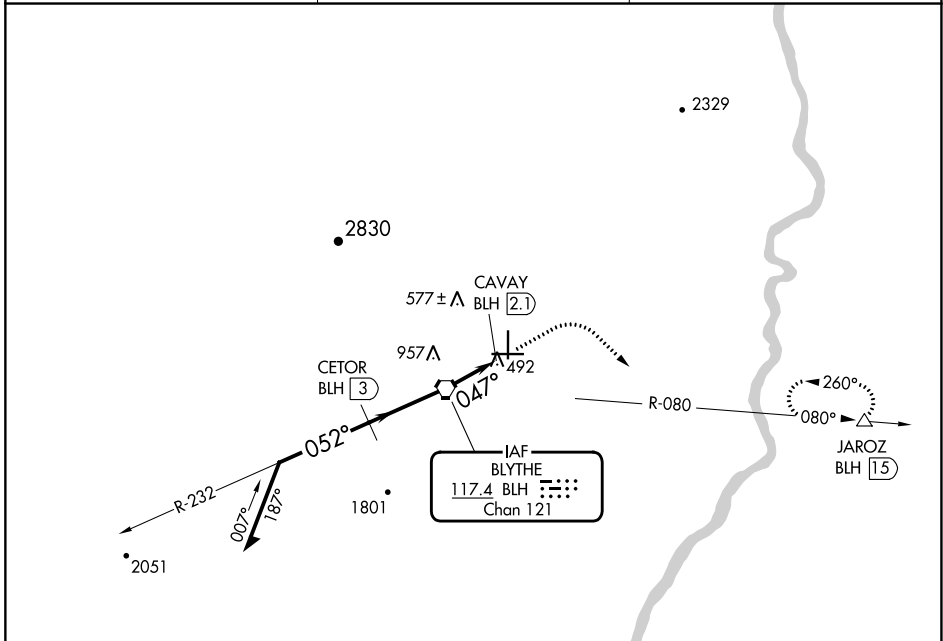 2329
2830
CAVAY
577 ± BLH 2.1
957
492
CETOR
BLH 3
047°
052°
R-080
260°
080°
JAROZ
BLH 15
IAF
BLYTHE
117.4 BLH
Chan 121
R-232
007°
187°
1801
2051